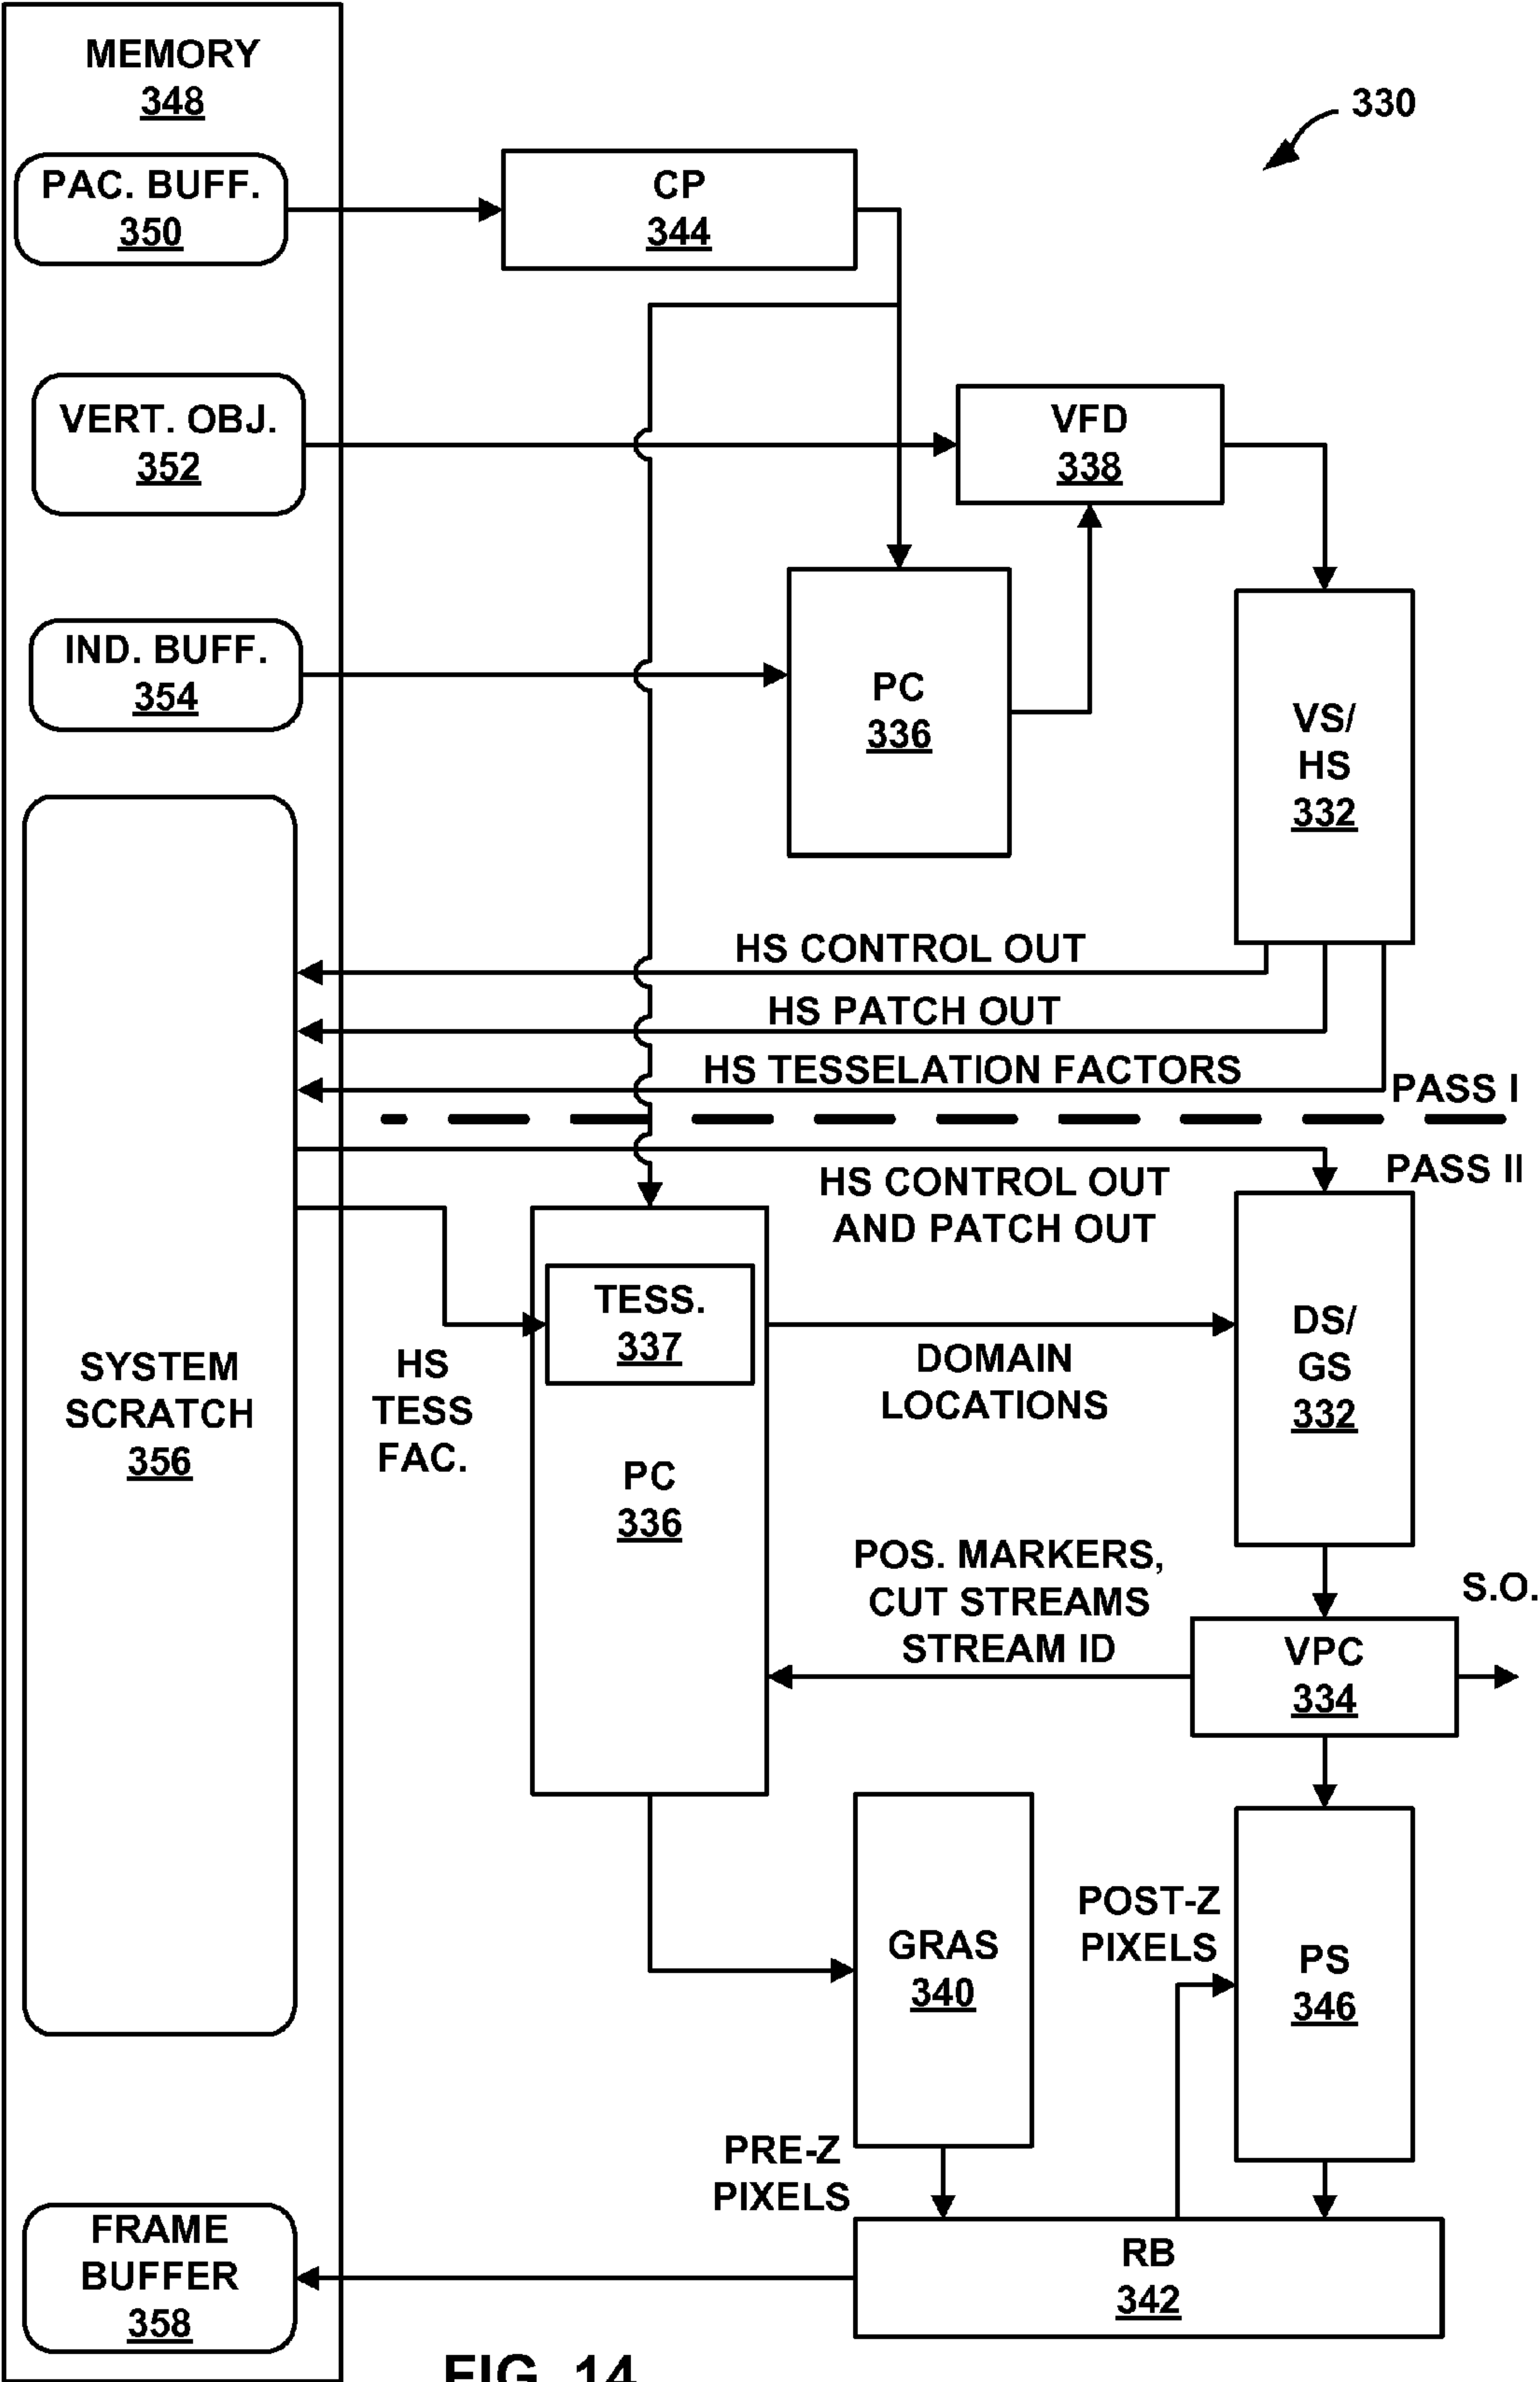 MEMORY
348
330
PAC. BUFF.
350
CP
344
VERT. OBJ.
352
VFD
338
IND. BUFF.
354
PC
336
VS/
HS
332
HS CONTROL OUT
HS PATCH OUT
HS TESSELATION FACTORS
PASS I
PASS II
HS CONTROL OUT
AND PATCH OUT
TESS.
337
PC
336
HS
TESS
FAC.
DOMAIN
LOCATIONS
DS/
GS
332
SYSTEM
SCRATCH
356
POS. MARKERS,
CUT STREAMS
STREAM ID
S.O.
VPC
334
GRAS
340
POST-Z
PIXELS
PS
346
PRE-Z
PIXELS
FRAME
BUFFER
358
RB
342
FIG. 14